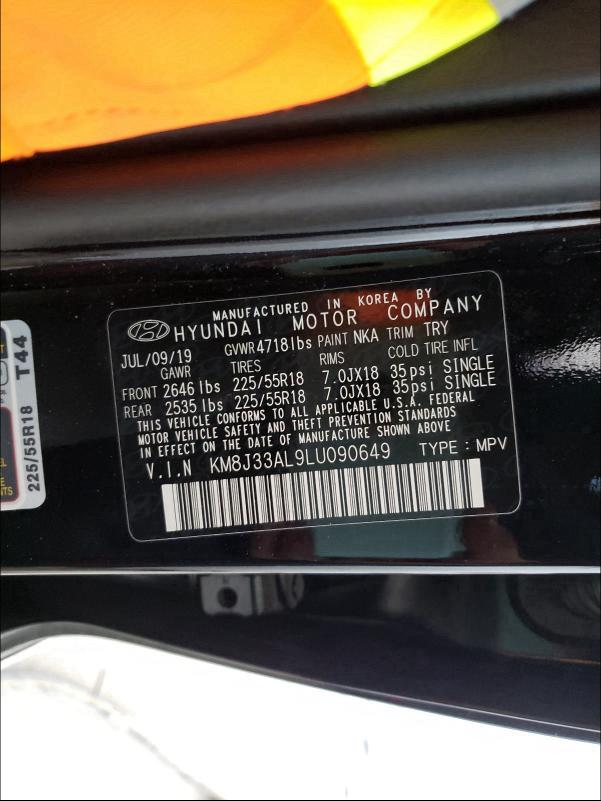 MANUFACTURED IN KOREA BY
HYUNDAI MOTOR COMPANY
JUL/09/19 GVWR 4718 lbs PAINT NKA TRIM TRY
GAWR TIRES RIMS COLD TIRE INFL
FRONT 2646 lbs 225/55R18 7.0JX18 35psi SINGLE
REAR 2535 lbs 225/55R18 7.0JX18 35psi SINGLE
THIS VEHICLE CONFORMS TO ALL APPLICABLE U.S.A. FEDERAL
MOTOR VEHICLE SAFETY AND THEFT PREVENTION STANDARDS
IN EFFECT ON THE DATE OF MANUFACTURE SHOWN ABOVE.
V.I.N KM8J33AL9LU090649 TYPE : MPV
T44
225/55R18